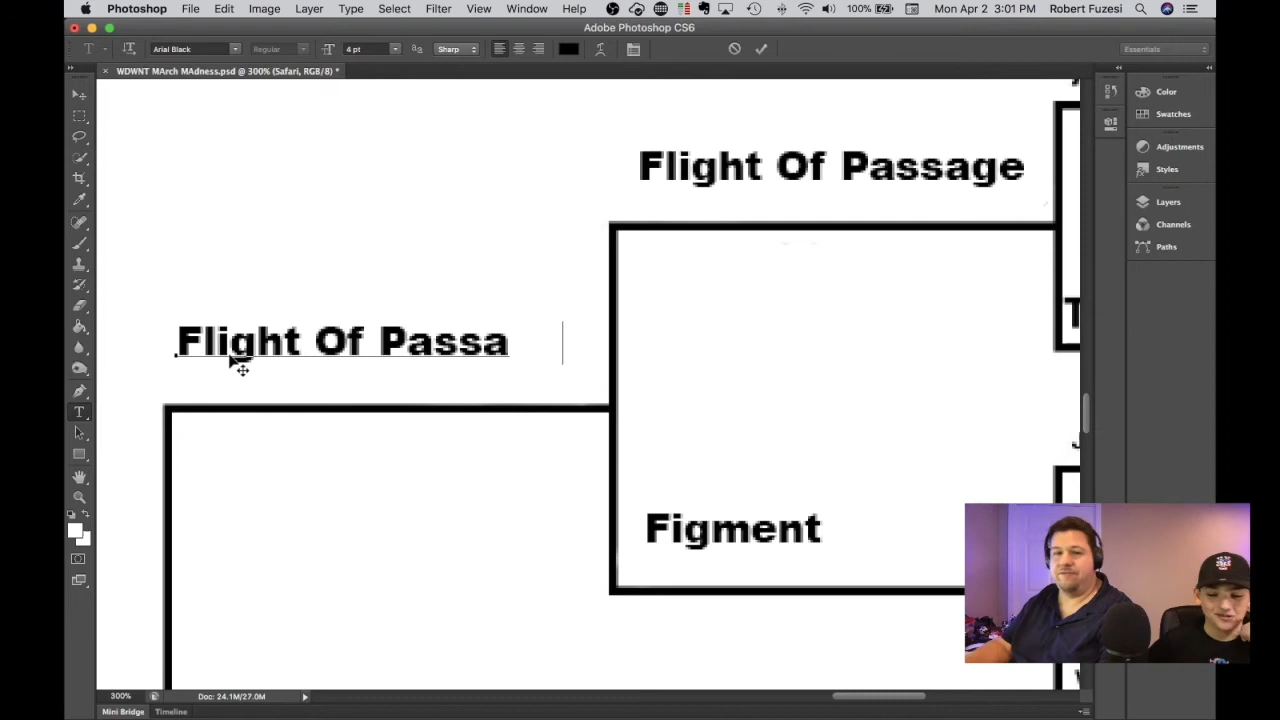 Photoshop File Edit Image Layer Type Select Filter View Window Help 100% Mon Apr 2 3:01 PM Robert Fuzesi
Adobe Photoshop CS6
T Arial Black Regular 4 pt Sharp Essentials
WDWNT MArch MAdness.psd @ 300% (Safari, RGB/8) *
Color
Swatches
Adjustments
Styles
Layers
Channels
Paths
Flight Of Passage
Flight Of Passa
Figment
300% Doc: 24.1M/27.0M
Mini Bridge Timeline